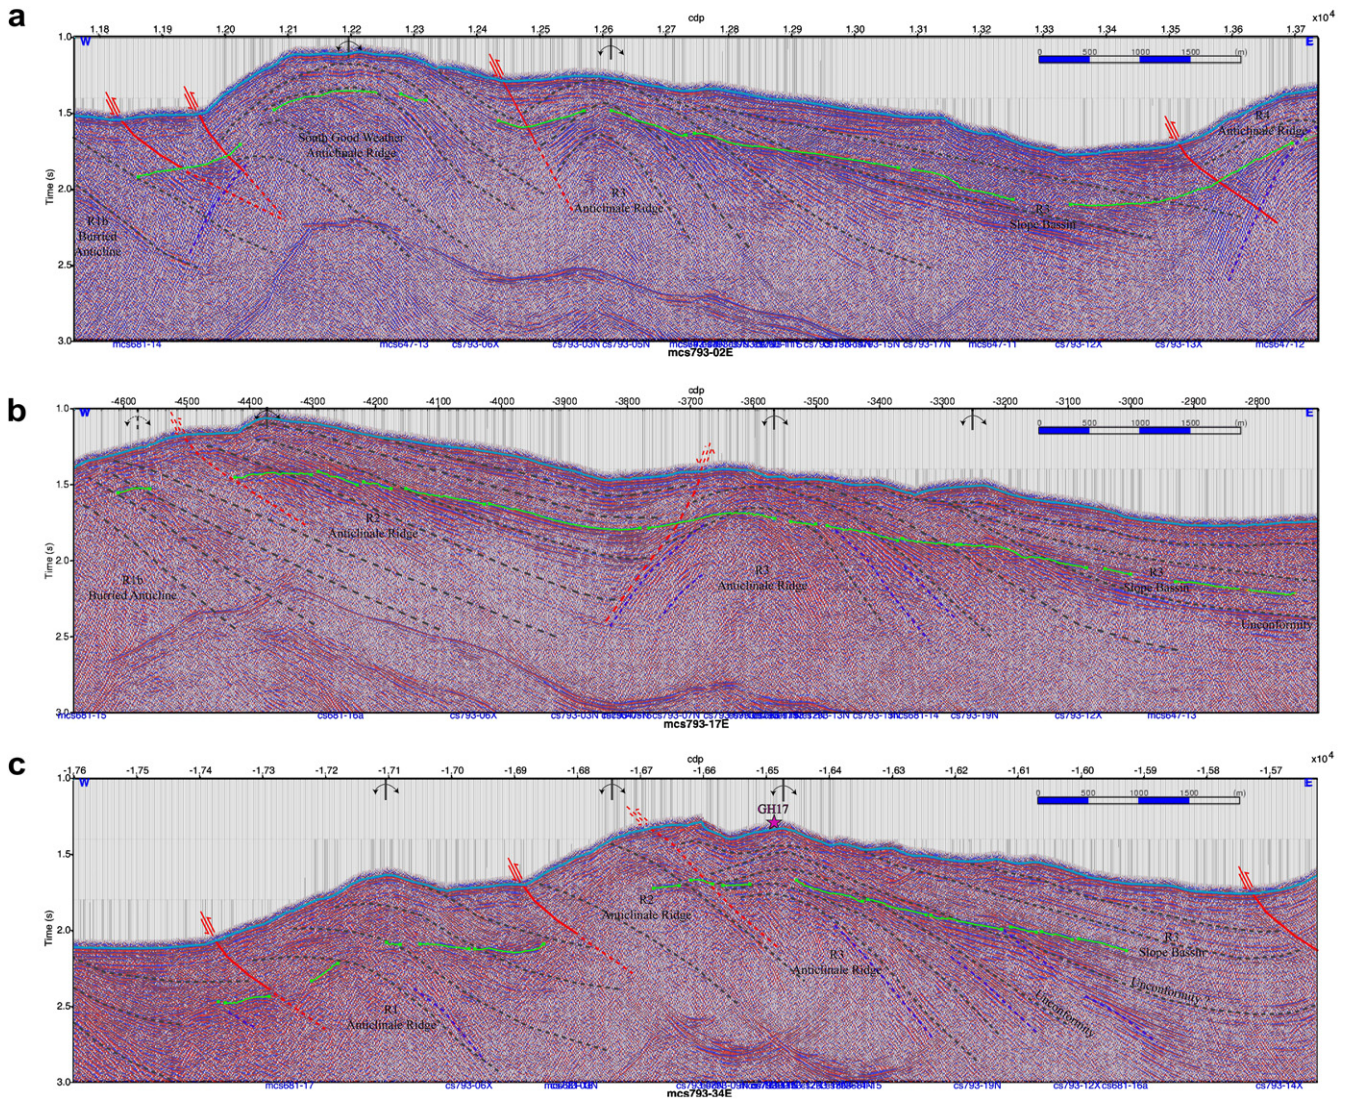 a
cdp
x10⁴
1.18 1.19 1.20 1.21 1.22 1.23 1.24 1.25 1.26 1.27 1.28 1.29 1.30 1.31 1.32 1.33 1.34 1.35 1.36 1.37
W
E
0 500 1000 1500 (m)
1.0
1.5
2.0
2.5
3.0
Time (s)
R4
Anticlinale Ridge
South Good Weather
Anticlinale Ridge
R3
Anticlinale Ridge
R1b
Burried
Anticline
R3
Slope Bassin
mcs681-14 mcs647-13 cs793-06X cs793-03N cs793-05N cs793-15N cs793-17N mcs647-11 cs793-12X cs793-13X mcs647-12
mcs793-02E
b
cdp
-4600 -4500 -4400 -4300 -4200 -4100 -4000 -3900 -3800 -3700 -3600 -3500 -3400 -3300 -3200 -3100 -3000 -2900 -2800
W
E
0 500 1000 1500 (m)
1.0
1.5
2.0
2.5
3.0
Time (s)
R2
Anticlinale Ridge
R1b
Burried Anticline
R3
Anticlinale Ridge
R3
Slope Bassin
Unconformity
mcs681-15 cs681-16a cs793-06X cs793-03N cs793-07N cs793-13N mcs681-14 cs793-19N cs793-12X mcs647-13
mcs793-17E
c
cdp
x10⁴
-1.76 -1.75 -1.74 -1.73 -1.72 -1.71 -1.70 -1.69 -1.68 -1.67 -1.66 -1.65 -1.64 -1.63 -1.62 -1.61 -1.60 -1.59 -1.58 -1.57
W
E
0 500 1000 1500 (m)
GH17
1.0
1.5
2.0
2.5
3.0
Time (s)
R2
Anticlinale Ridge
R3
Anticlinale Ridge
R3
Slope Bassin
R1
Anticlinale Ridge
Unconformity
Unconformity ?
mcs681-17 cs793-06X cs793-19N cs793-12X cs681-16a cs793-14X
mcs793-34E